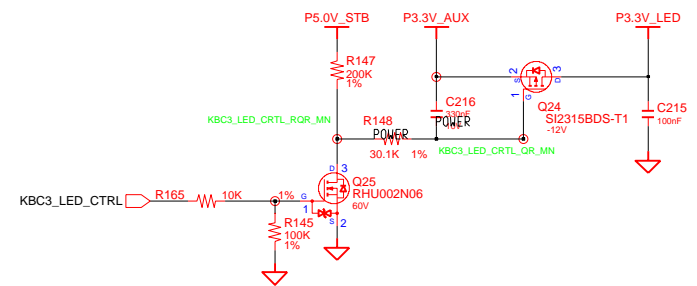 P5.0V_STB
P3.3V_AUX
P3.3V_LED
R147
200K
1%
2
3
S
D
1
G
Q24
SI2315BDS-T1
-12V
C216
330nF
10V
POWER
C215
100nF
KBC3_LED_CRTL_RQR_MN
R148
POWER
30.1K
1%
KBC3_LED_CRTL_QR_MN
D
3
Q25
RHU002N06
60V
G
1
S
2
KBC3_LED_CTRL
R165
10K
1%
R145
100K
1%